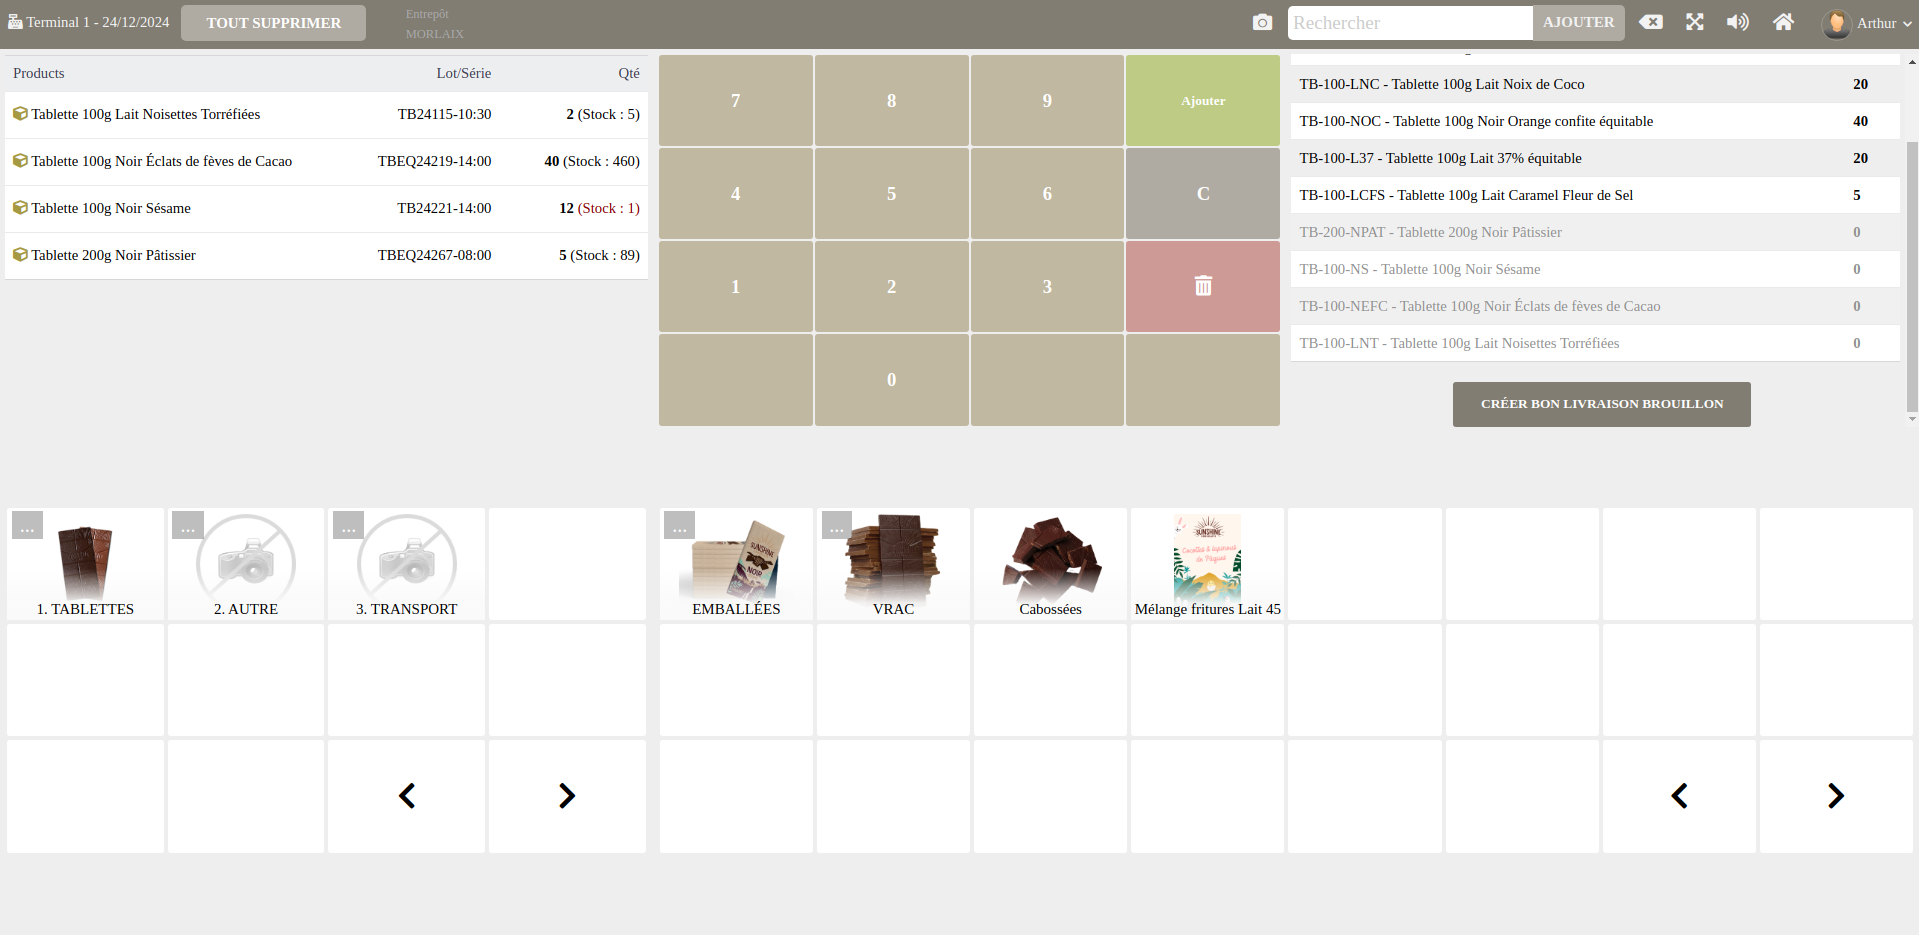 Terminal 1 - 24/12/2024
TOUT SUPPRIMER
Entrepôt
MORLAIX
Rechercher
AJOUTER
Arthur
Products Lot/Série Qté
Tablette 100g Lait Noisettes Torréfiées TB24115-10:30 2 (Stock : 5)
Tablette 100g Noir Éclats de fèves de Cacao TBEQ24219-14:00 40 (Stock : 460)
Tablette 100g Noir Sésame TB24221-14:00 12 (Stock : 1)
Tablette 200g Noir Pâtissier TBEQ24267-08:00 5 (Stock : 89)
7 8 9 Ajouter
4 5 6 C
1 2 3
0
TB-100-LNC - Tablette 100g Lait Noix de Coco 20
TB-100-NOC - Tablette 100g Noir Orange confite équitable 40
TB-100-L37 - Tablette 100g Lait 37% équitable 20
TB-100-LCFS - Tablette 100g Lait Caramel Fleur de Sel 5
TB-200-NPAT - Tablette 200g Noir Pâtissier 0
TB-100-NS - Tablette 100g Noir Sésame 0
TB-100-NEFC - Tablette 100g Noir Éclats de fèves de Cacao 0
TB-100-LNT - Tablette 100g Lait Noisettes Torréfiées 0
CRÉER BON LIVRAISON BROUILLON
...
1. TABLETTES
...
2. AUTRE
...
3. TRANSPORT
...
SUNSHINE
NOIR
EMBALLÉES
...
VRAC
Cabossées
SUNSHINE
Cocottes & lapinous
de Pâques
Mélange fritures Lait 45